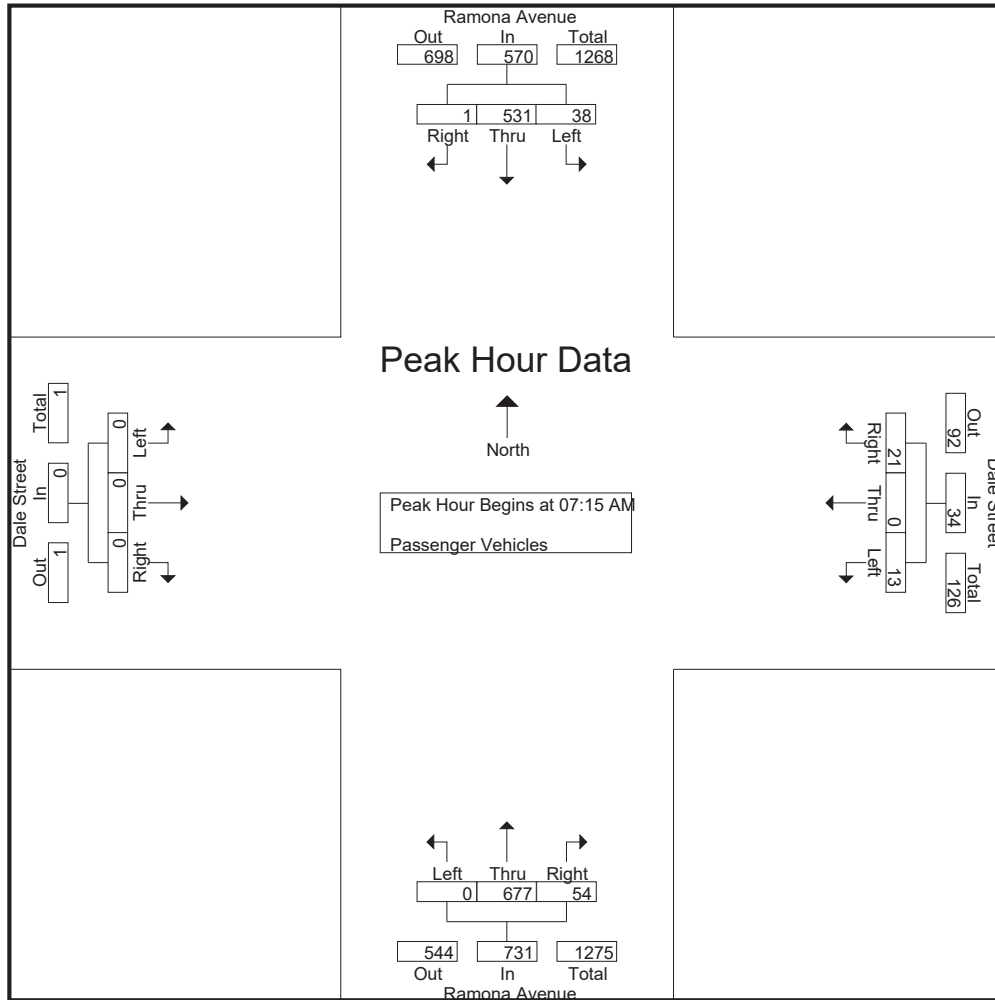 Ramona Avenue
Out In Total
698 570 1268
1 531 38
Right Thru Left
Peak Hour Data
North
Peak Hour Begins at 07:15 AM
Passenger Vehicles
Dale Street
Total In Out
1 0 1
0 0 0
Left Thru Right
Right Thru Left
21 0 13
92 34 126
Out In Total
Dale Street
Left Thru Right
0 677 54
544 731 1275
Out In Total
Ramona Avenue